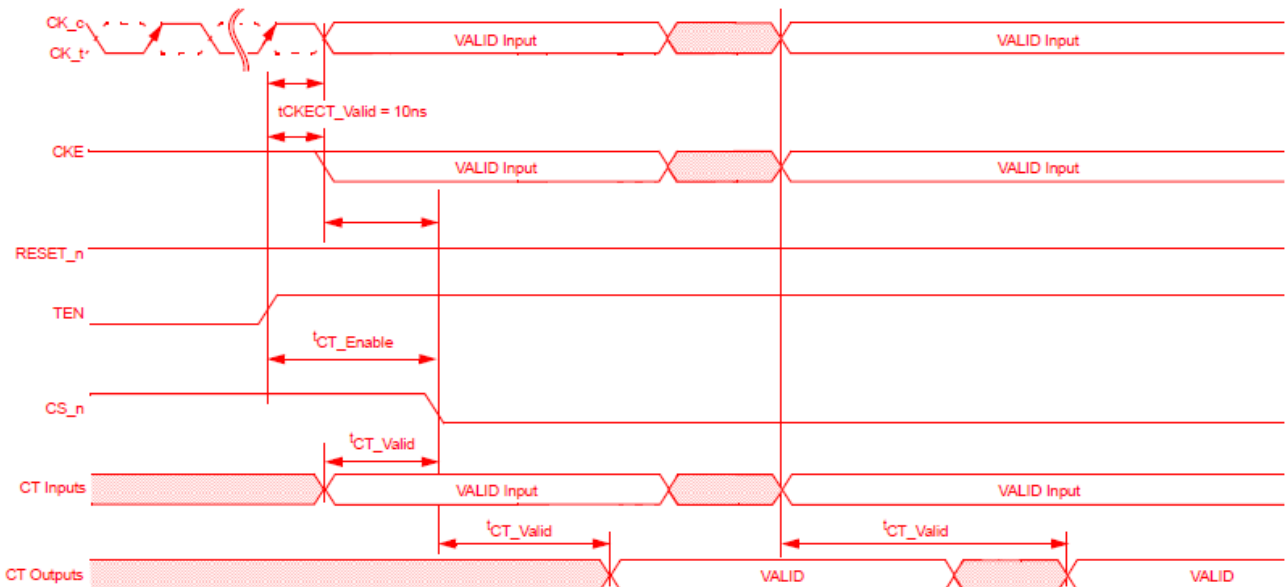 CK_c
VALID Input
VALID Input
CK_t
tCKECT_Valid = 10ns
CKE
VALID Input
VALID Input
RESET_n
TEN
tCT_Enable
CS_n
tCT_Valid
CT Inputs
VALID Input
VALID Input
tCT_Valid
tCT_Valid
CT Outputs
VALID
VALID